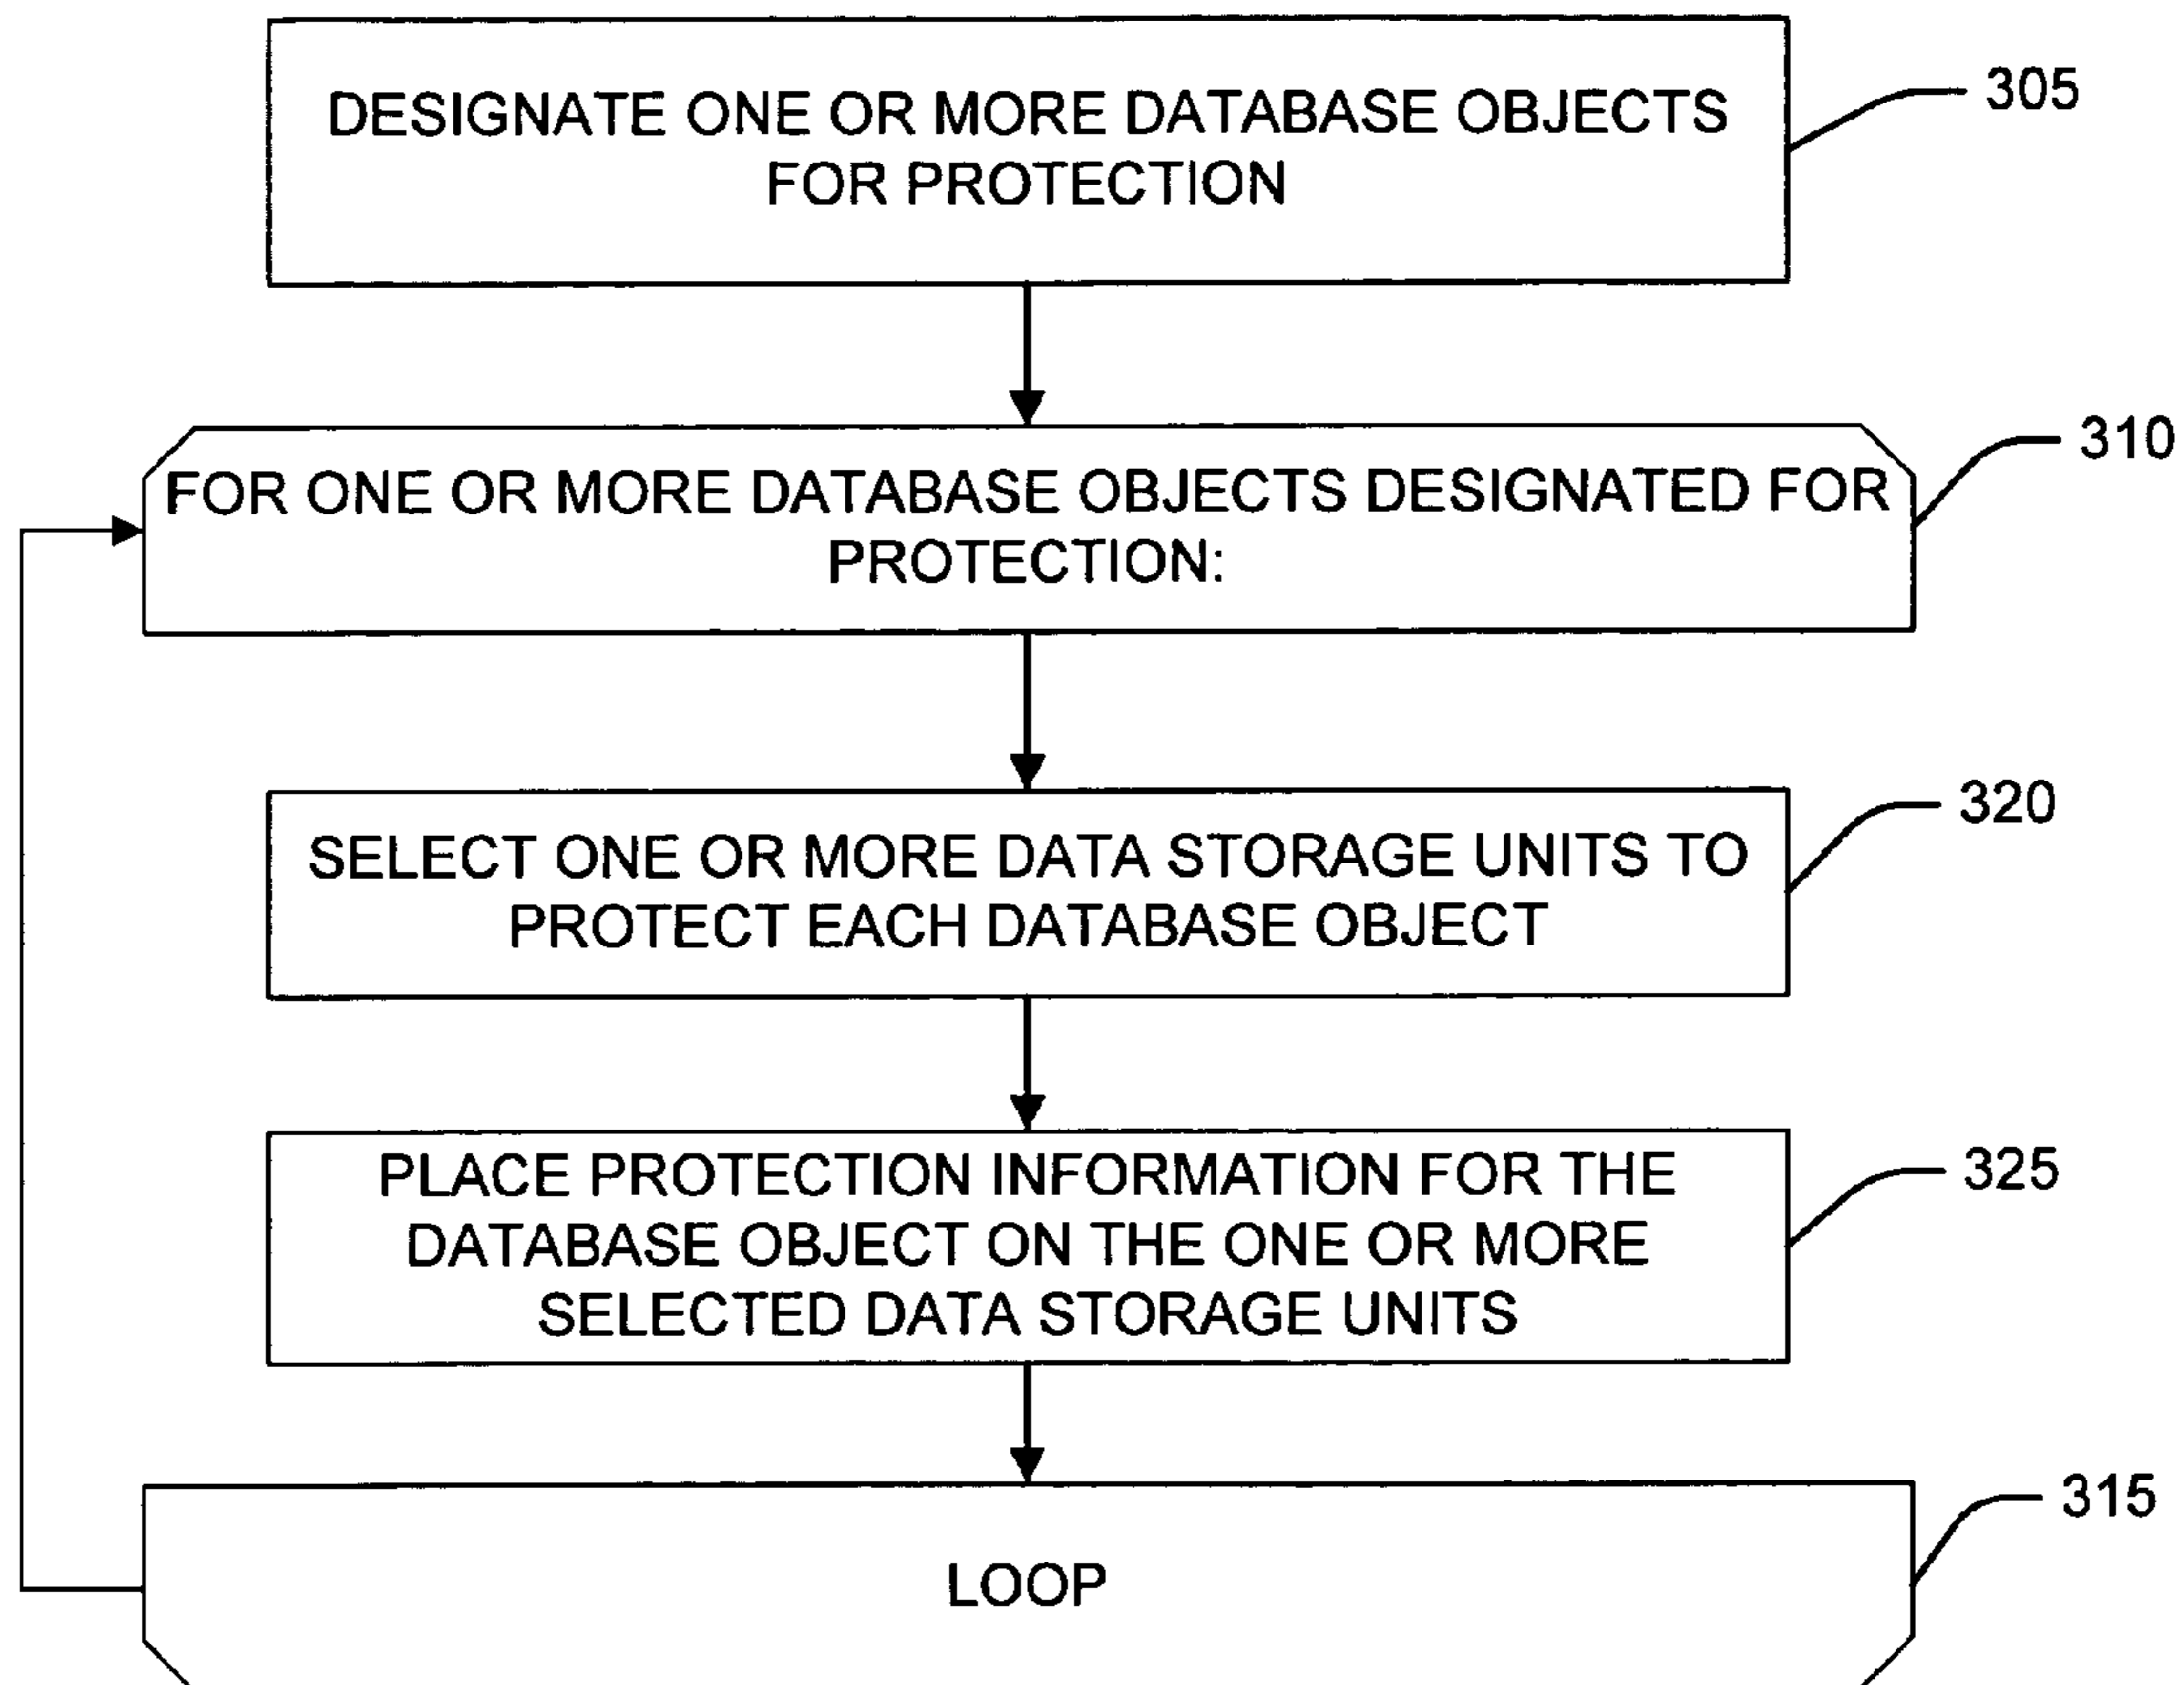 DESIGNATE ONE OR MORE DATABASE OBJECTS
FOR PROTECTION
305
FOR ONE OR MORE DATABASE OBJECTS DESIGNATED FOR
PROTECTION:
310
SELECT ONE OR MORE DATA STORAGE UNITS TO
PROTECT EACH DATABASE OBJECT
320
PLACE PROTECTION INFORMATION FOR THE
DATABASE OBJECT ON THE ONE OR MORE
SELECTED DATA STORAGE UNITS
325
LOOP
315